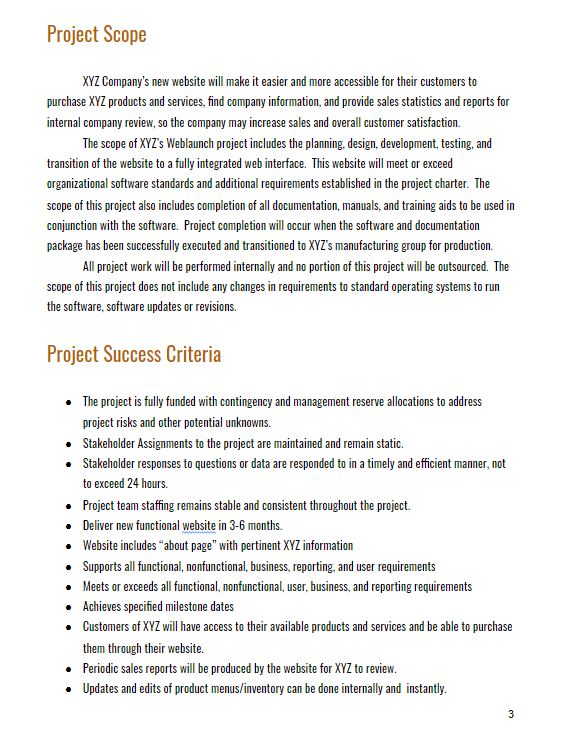 Project Scope
XYZ Company's new website will make it easier and more accessible for their customers to
purchase XYZ products and services, find company information, and provide sales statistics and reports for
internal company review, so the company may increase sales and overall customer satisfaction.
The scope of XYZ's Weblaunch project includes the planning, design, development, testing, and
transition of the website to a fully integrated web interface.  This website will meet or exceed
organizational software standards and additional requirements established in the project charter.  The
scope of this project also includes completion of all documentation, manuals, and training aids to be used in
conjunction with the software.  Project completion will occur when the software and documentation
package has been successfully executed and transitioned to XYZ's manufacturing group for production.
All project work will be performed internally and no portion of this project will be outsourced.  The
scope of this project does not include any changes in requirements to standard operating systems to run
the software, software updates or revisions.
Project Success Criteria
● The project is fully funded with contingency and management reserve allocations to address
project risks and other potential unknowns.
● Stakeholder Assignments to the project are maintained and remain static.
● Stakeholder responses to questions or data are responded to in a timely and efficient manner, not
to exceed 24 hours.
● Project team staffing remains stable and consistent throughout the project.
● Deliver new functional website in 3-6 months.
● Website includes "about page" with pertinent XYZ information
● Supports all functional, nonfunctional, business, reporting, and user requirements
● Meets or exceeds all functional, nonfunctional, user, business, and reporting requirements
● Achieves specified milestone dates
● Customers of XYZ will have access to their available products and services and be able to purchase
them through their website.
● Periodic sales reports will be produced by the website for XYZ to review.
● Updates and edits of product menus/inventory can be done internally and  instantly.
3